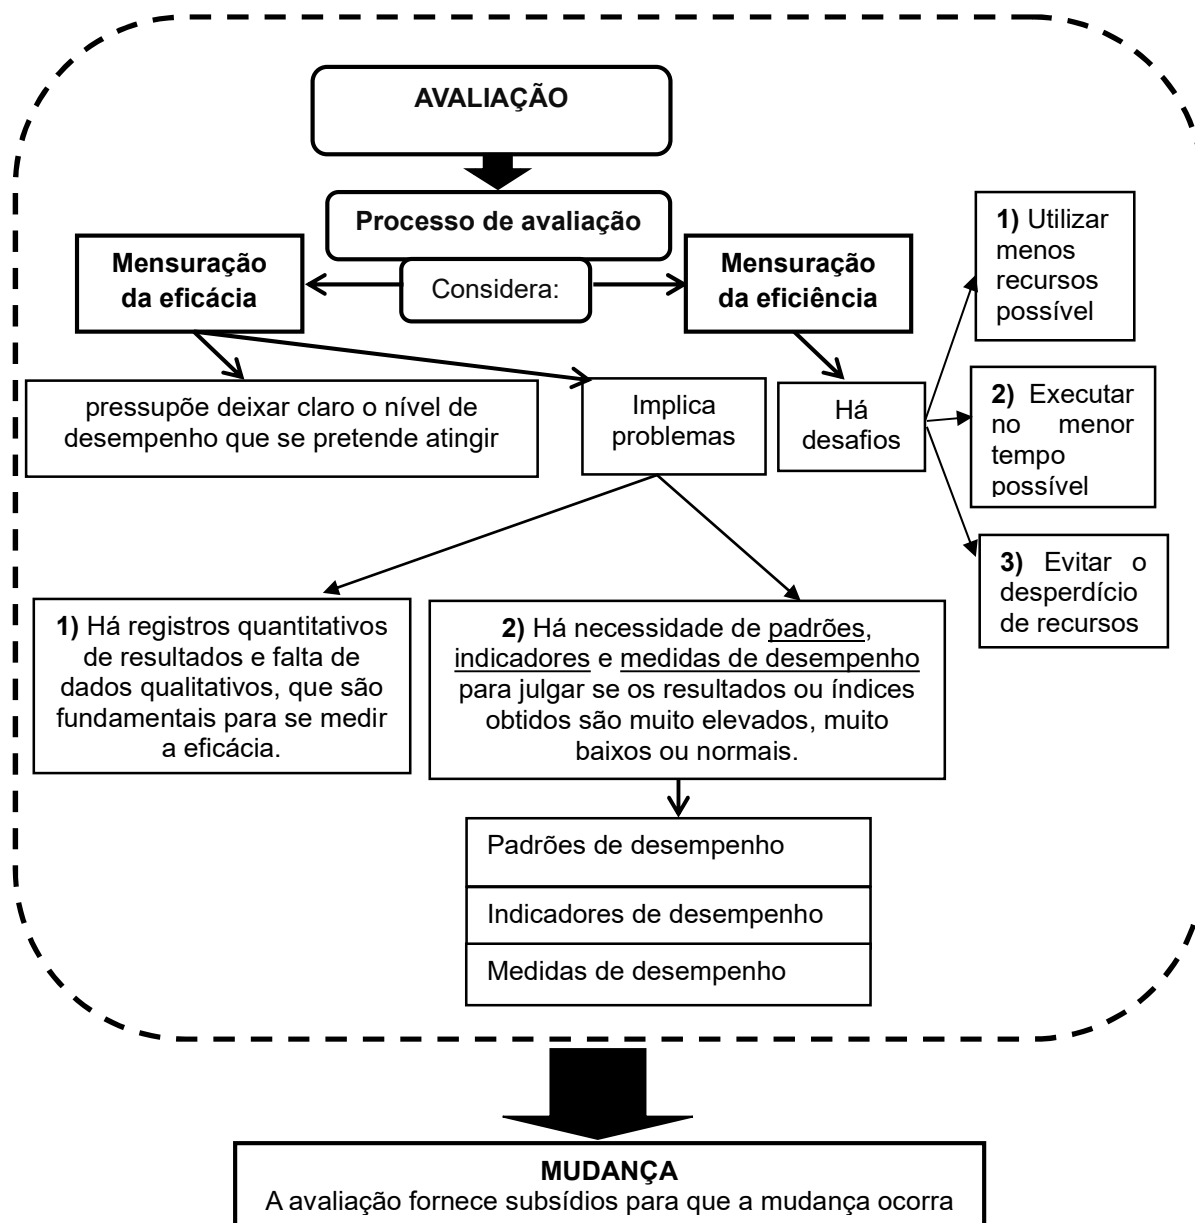 AVALIAÇÃO
Processo de avaliação
Mensuração
da eficácia
Considera:
Mensuração
da eficiência
1) Utilizar
menos
recursos
possível
pressupõe deixar claro o nível de
desempenho que se pretende atingir
Implica
problemas
Há
desafios
2) Executar
no menor
tempo
possível
3) Evitar o
desperdício
de recursos
1) Há registros quantitativos
de resultados e falta de
dados qualitativos, que são
fundamentais para se medir
a eficácia.
2) Há necessidade de padrões,
indicadores e medidas de desempenho
para julgar se os resultados ou índices
obtidos são muito elevados, muito
baixos ou normais.
Padrões de desempenho
Indicadores de desempenho
Medidas de desempenho
MUDANÇA
A avaliação fornece subsídios para que a mudança ocorra